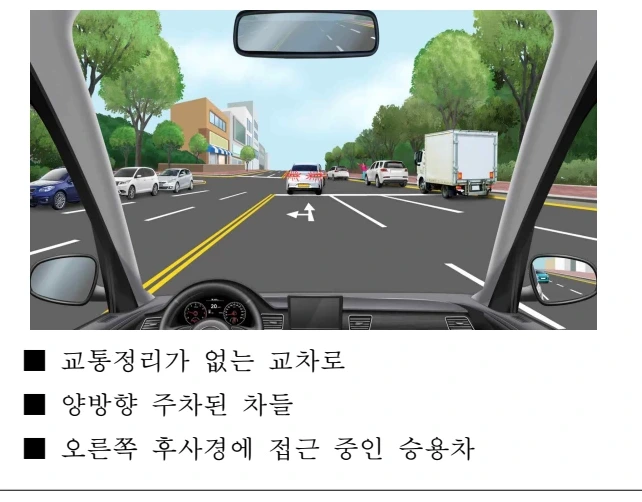 ■ 교통정리가 없는 교차로
■ 양방향 주차된 차들
■ 오른쪽 후사경에 접근 중인 승용차
20